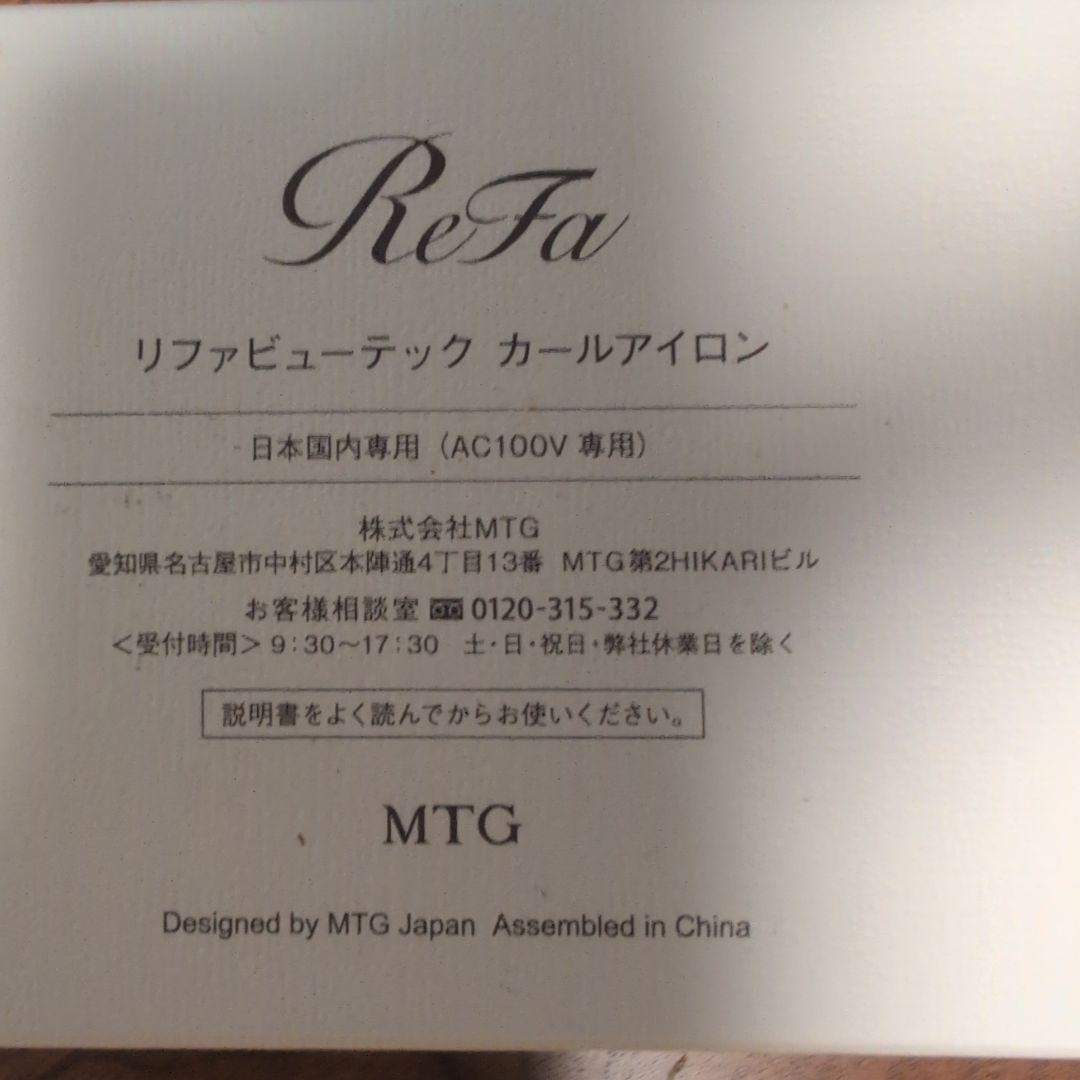 ReFa
リファビューテック カールアイロン
日本国内専用（AC100V 専用）
株式会社MTG
愛知県名古屋市中村区本陣通4丁目13番 MTG第2HIKARIビル
お客様相談室 0120-315-332
＜受付時間＞ 9:30〜17:30 土・日・祝日・弊社休業日を除く
説明書をよく読んでからお使いください。
MTG
Designed by MTG Japan Assembled in China